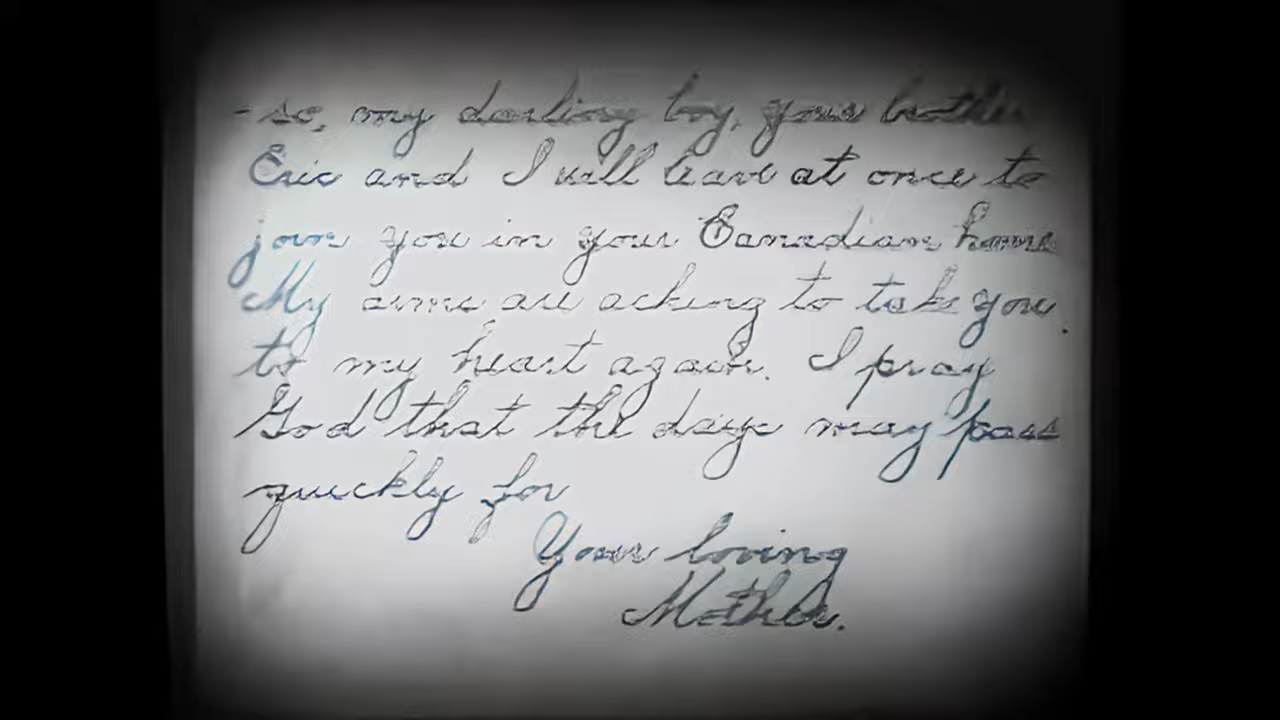 -so, my darling boy, your brother
Eric and I will leave at once to
join you in your Canadian home
My arms are aching to take you
to my heart again. I pray
God that the days may pass
quickly for
Your loving
Mother.